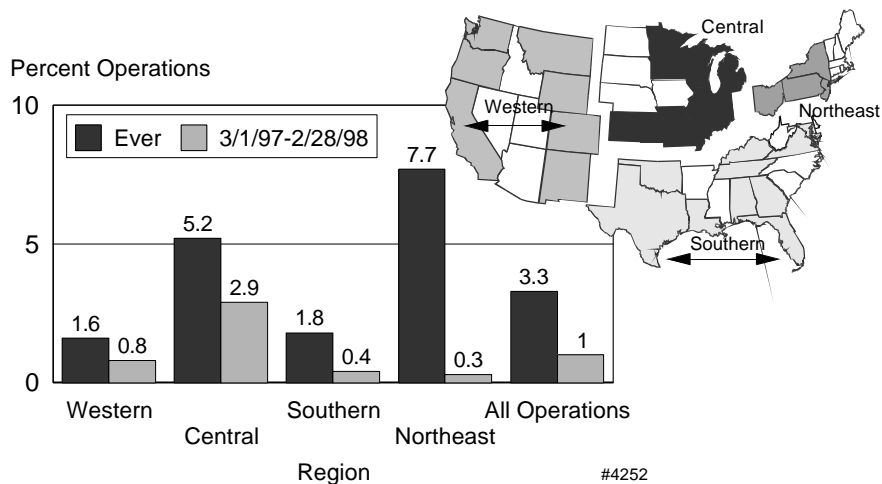 Central
Percent Operations
10
Western
Northeast
Ever 3/1/97-2/28/98
7.7
5
5.2
Southern
2.9
3.3
1.6
0.8
1.8
0.4
0.3
1
0
Western Southern All Operations
Central Northeast
Region #4252